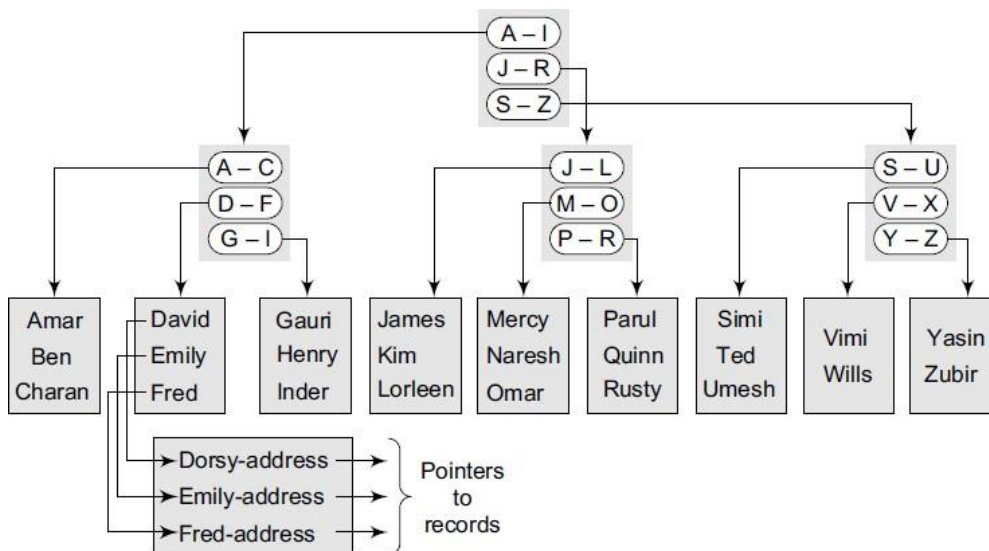 A – I
J – R
S – Z
A – C
D – F
G – I
J – L
M – O
P – R
S – U
V – X
Y – Z
Amar
Ben
Charan
David
Emily
Fred
Gauri
Henry
Inder
James
Kim
Lorleen
Mercy
Naresh
Omar
Parul
Quinn
Rusty
Simi
Ted
Umesh
Vimi
Wills
Yasin
Zubir
Dorsy-address
Emily-address
Fred-address
Pointers
to
records